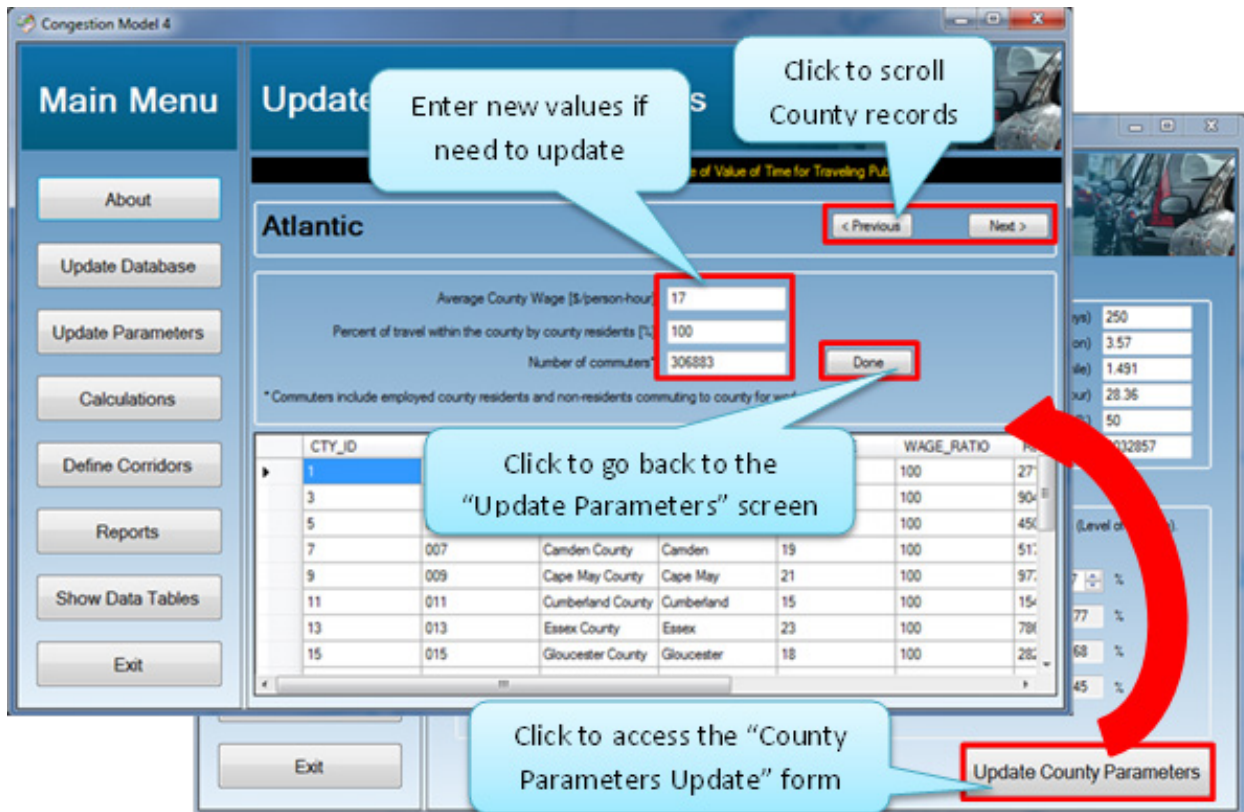 Congestion Model 4
Main Menu
Update
s
Enter new values if
need to update
Click to scroll
County records
of Value of Time for Traveling
About
Update Database
Update Parameters
Calculations
Define Corridors
Reports
Show Data Tables
Exit
Atlantic
< Previous
Next >
Average County Wage [$/person-hour]
17
Percent of travel within the county by county residents [%]
100
Number of commuters*
306883
Done
* Commuters include employed county residents and non-residents commuting to county for
Click to go back to the
"Update Parameters" screen
CTY_ID WAGE_RATIO
1 100
3 100
5 100
7 007 Camden County Camden 19 100
9 009 Cape May County Cape May 21 100
11 011 Cumberland County Cumberland 15 100
13 013 Essex County Essex 23 100
15 015 Gloucester County Gloucester 18 100
250
3.57
1.491
28.36
50
(Level of
%
77 %
68 %
45 %
Exit
Click to access the "County
Parameters Update" form
Update County Parameters